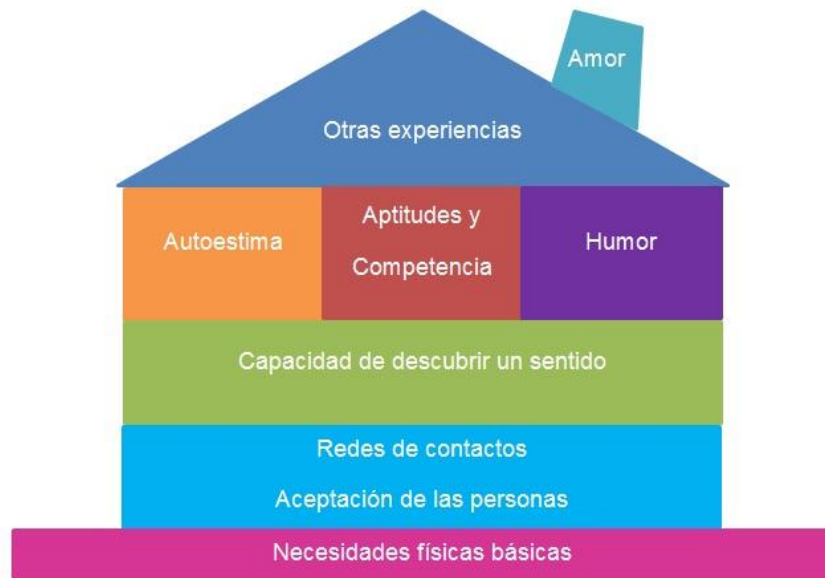 Amor
Otras experiencias
Autoestima
Aptitudes y
Competencia
Humor
Capacidad de descubrir un sentido
Redes de contactos
Aceptación de las personas
Necesidades físicas básicas